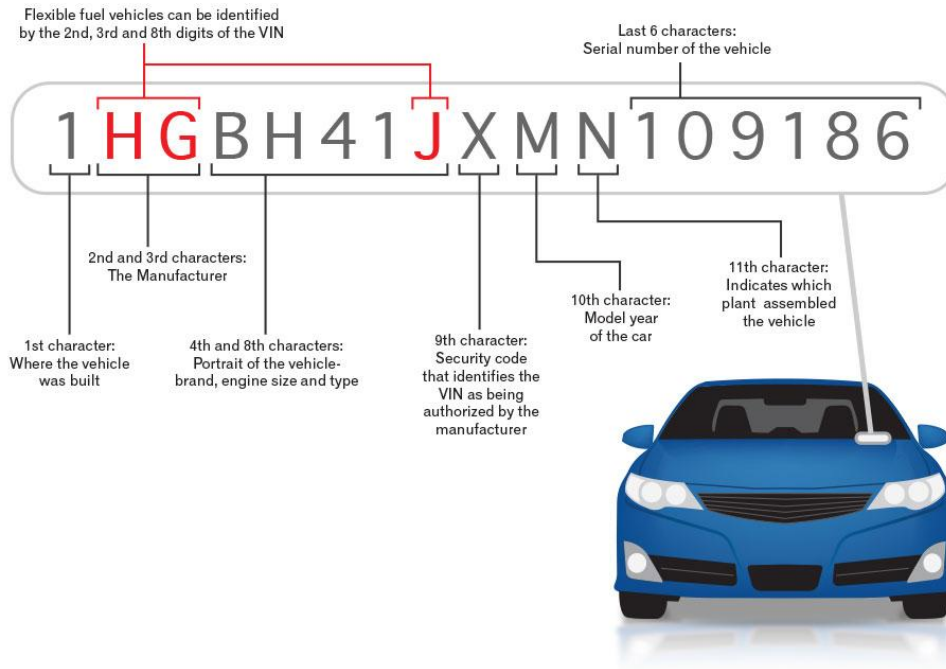 Flexible fuel vehicles can be identified
by the 2nd, 3rd and 8th digits of the VIN
Last 6 characters:
Serial number of the vehicle
1HGBH41JXMN109186
2nd and 3rd characters:
The Manufacturer
11th character:
Indicates which
plant assembled
the vehicle
10th character:
Model year
of the car
1st character:
Where the vehicle
was built
4th and 8th characters:
Portrait of the vehicle-
brand, engine size and type
9th character:
Security code
that identifies the
VIN as being
authorized by the
manufacturer